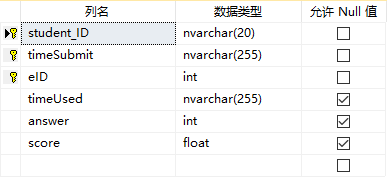 列名 数据类型 允许 Null 值
student_ID nvarchar(20)
timeSubmit nvarchar(255)
eID int
timeUsed nvarchar(255)
answer int
score float